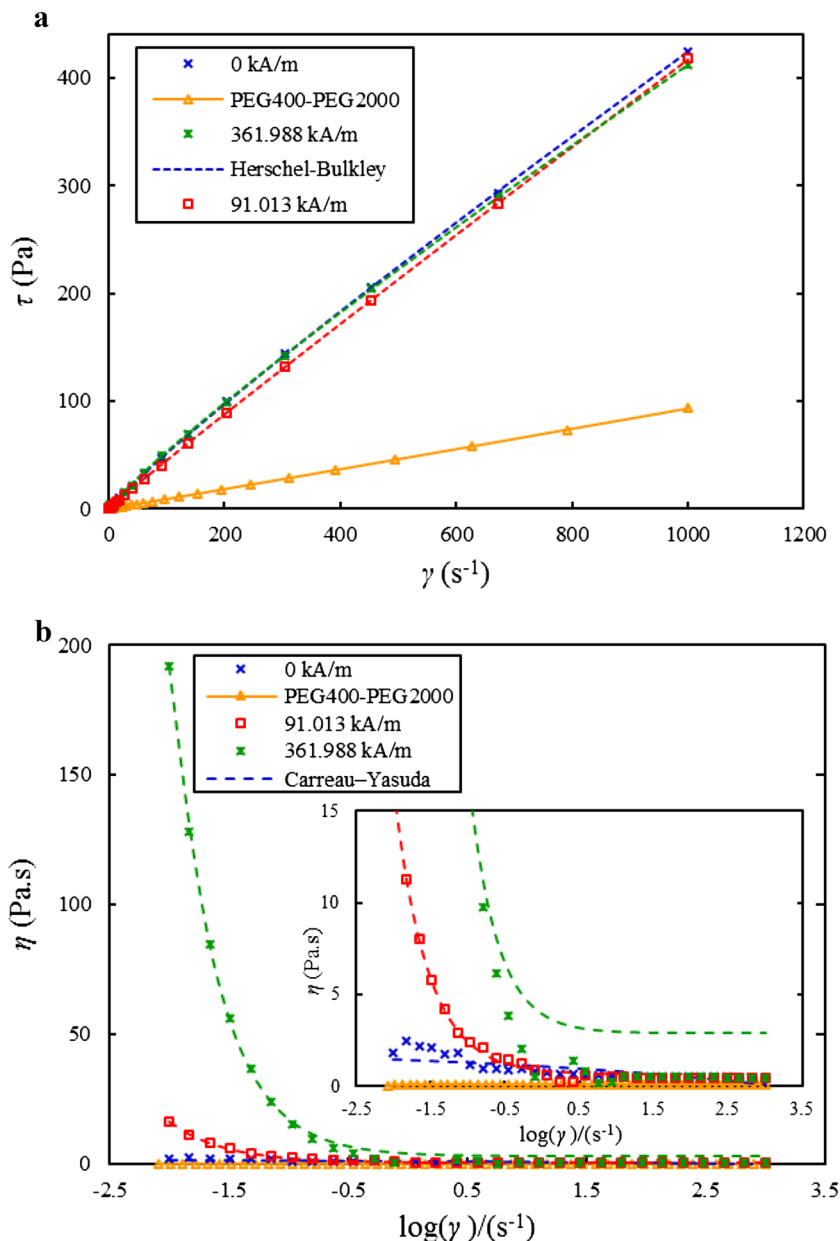 a
400
300
200
100
0
τ (Pa)
0 kA/m
PEG400-PEG2000
361.988 kA/m
Herschel-Bulkley
91.013 kA/m
0 200 400 600 800 1000 1200
γ (s-1)
b
200
150
100
50
0
η (Pa.s)
0 kA/m
PEG400-PEG2000
91.013 kA/m
361.988 kA/m
Carreau–Yasuda
15
10
5
0
η (Pa.s)
-2.5 -1.5 -0.5 0.5 1.5 2.5 3.5
log(γ)/(s-1)
-2.5 -1.5 -0.5 0.5 1.5 2.5 3.5
log(γ)/(s-1)